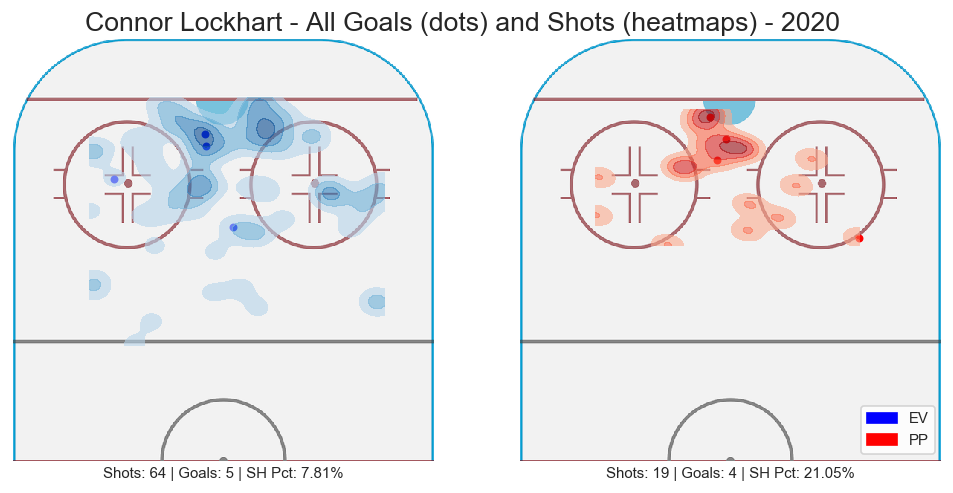 Connor Lockhart - All Goals (dots) and Shots (heatmaps) - 2020
EV
PP
Shots: 64 | Goals: 5 | SH Pct: 7.81%
Shots: 19 | Goals: 4 | SH Pct: 21.05%